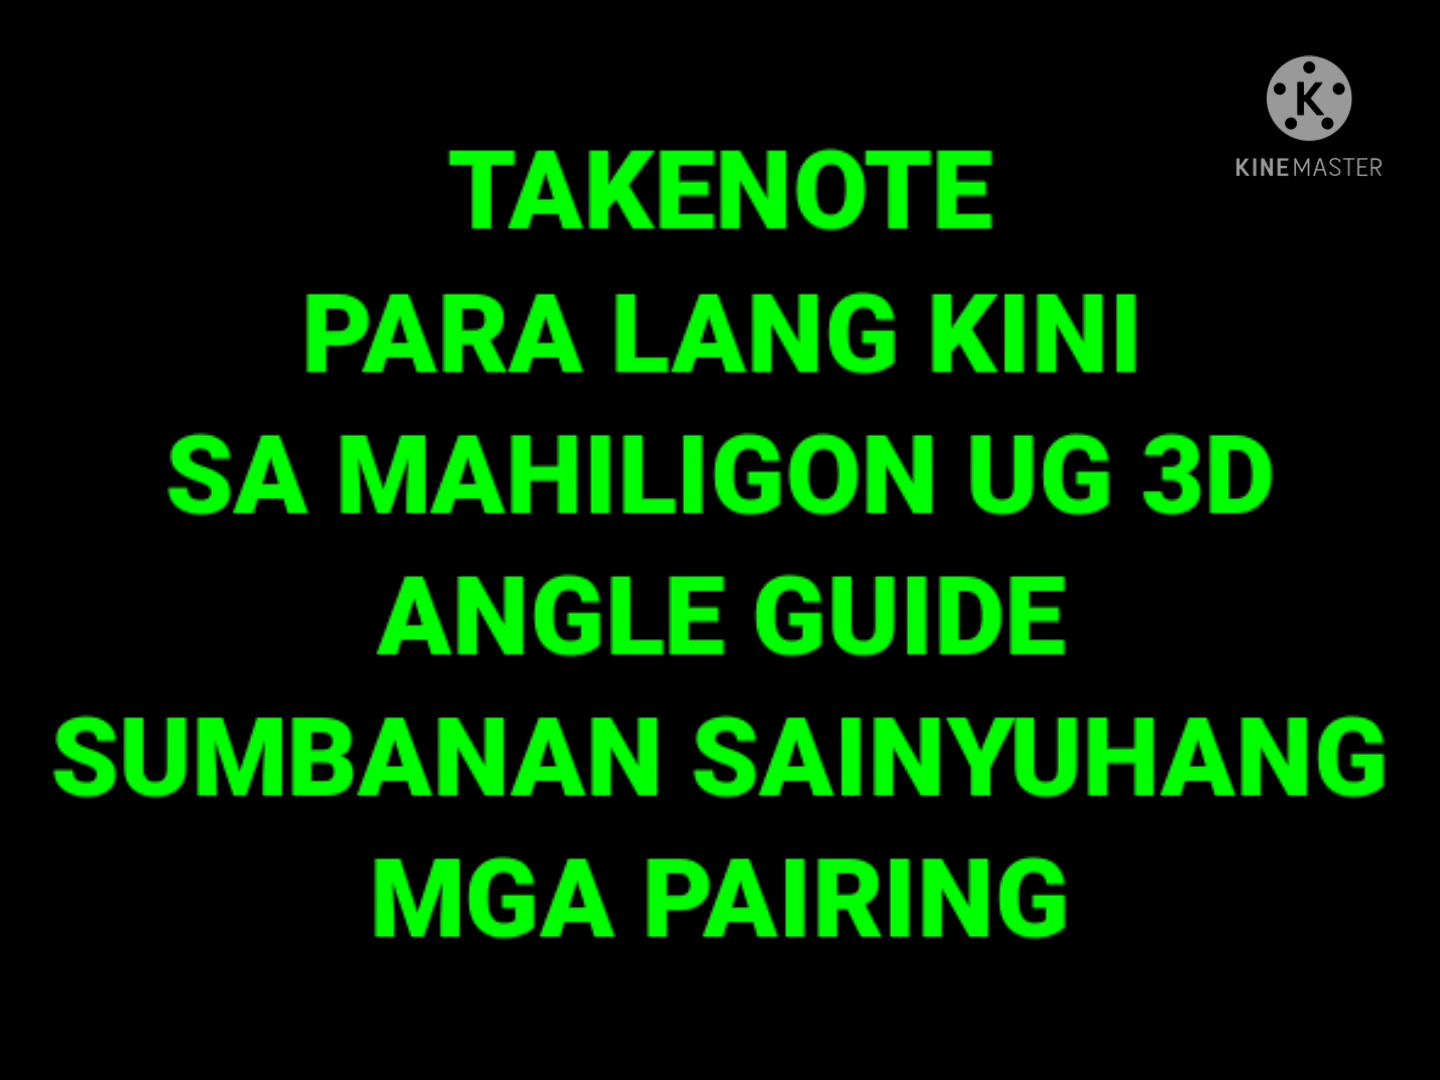 K
KINEMASTER
TAKENOTE
PARA LANG KINI
SA MAHILIGON UG 3D
ANGLE GUIDE
SUMBANAN SAINYUHANG
MGA PAIRING